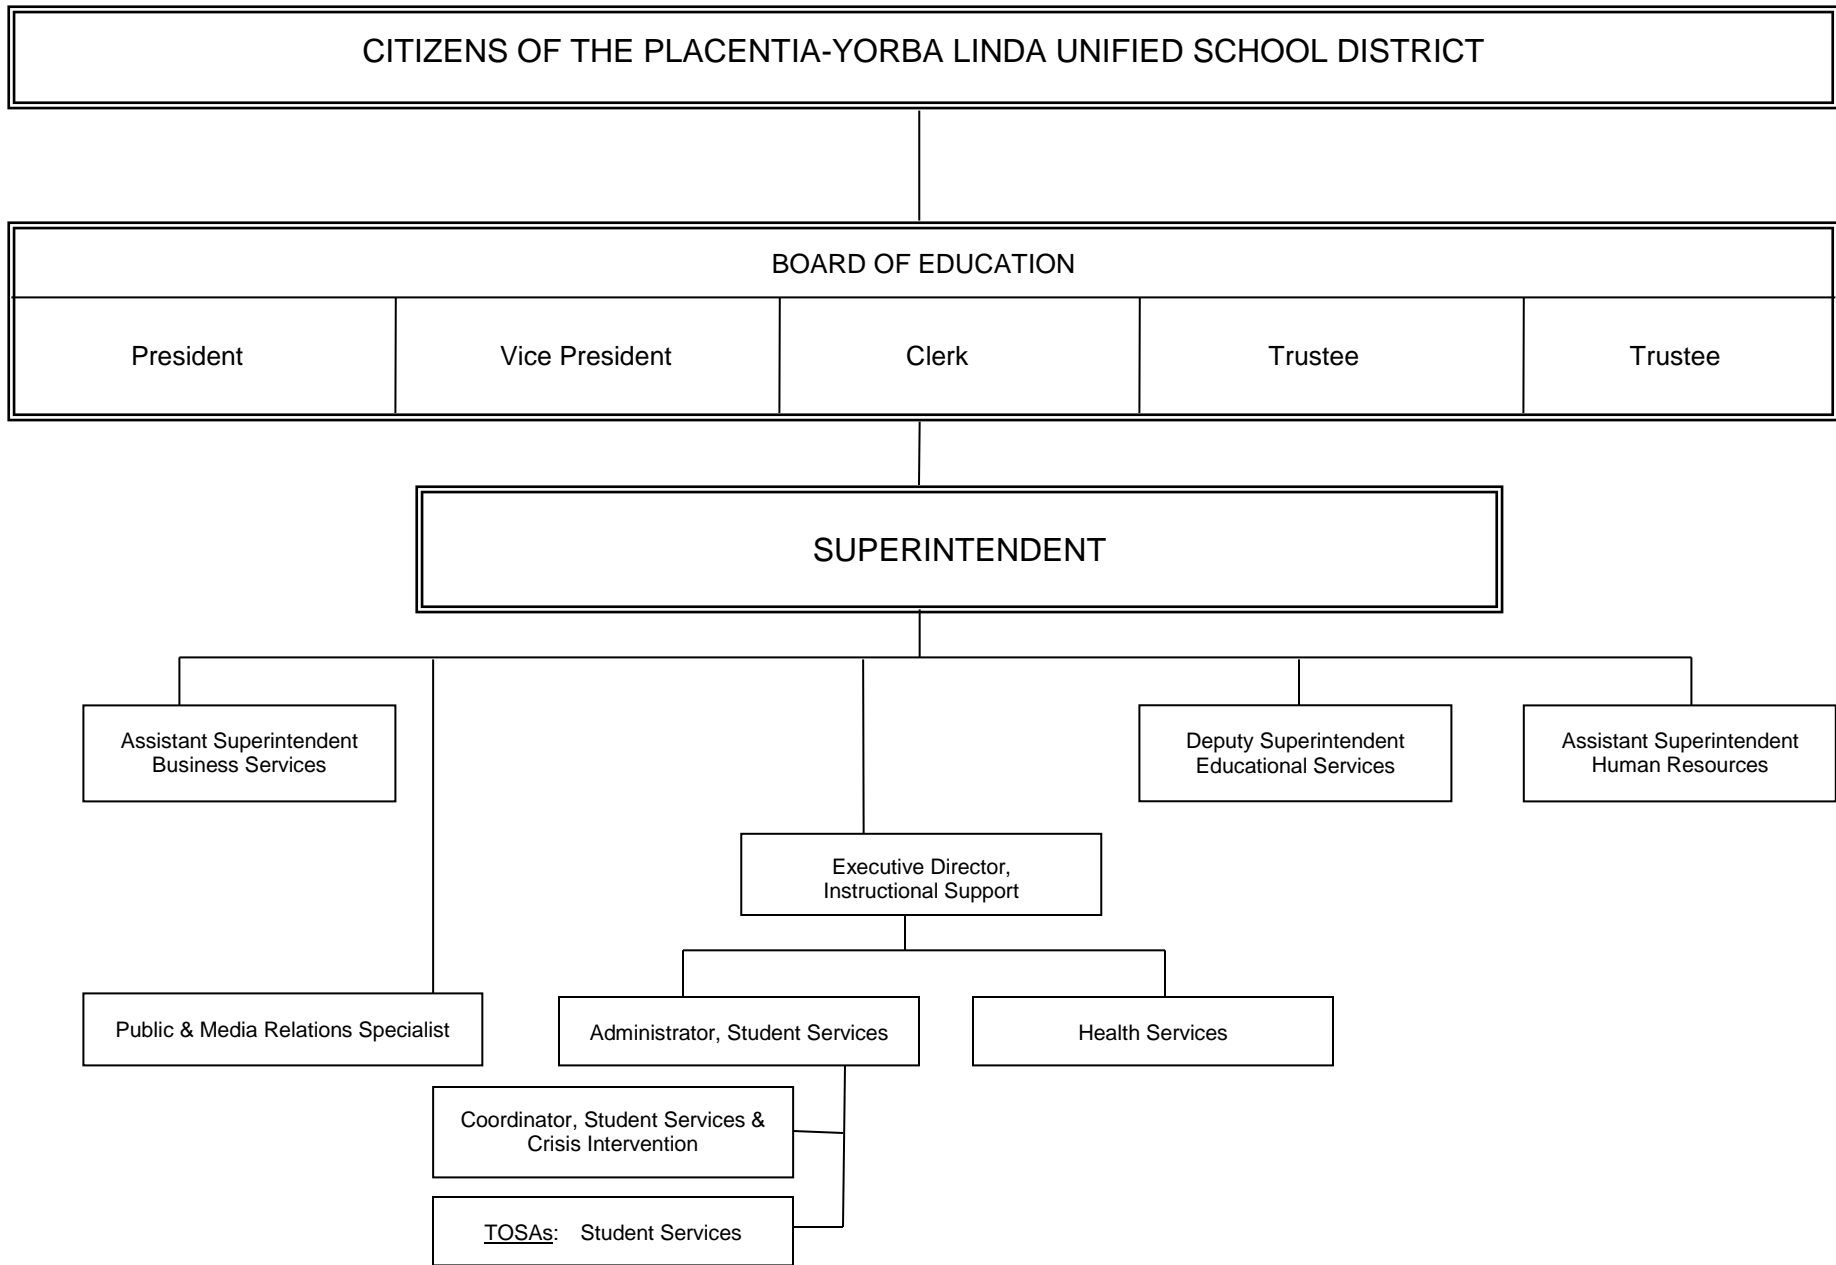 CITIZENS OF THE PLACENTIA-YORBA LINDA UNIFIED SCHOOL DISTRICT
BOARD OF EDUCATION
President
Vice President
Clerk
Trustee
Trustee
SUPERINTENDENT
Assistant Superintendent
Business Services
Deputy Superintendent
Educational Services
Assistant Superintendent
Human Resources
Executive Director,
Instructional Support
Public & Media Relations Specialist
Administrator, Student Services
Health Services
Coordinator, Student Services &
Crisis Intervention
TOSAs: Student Services